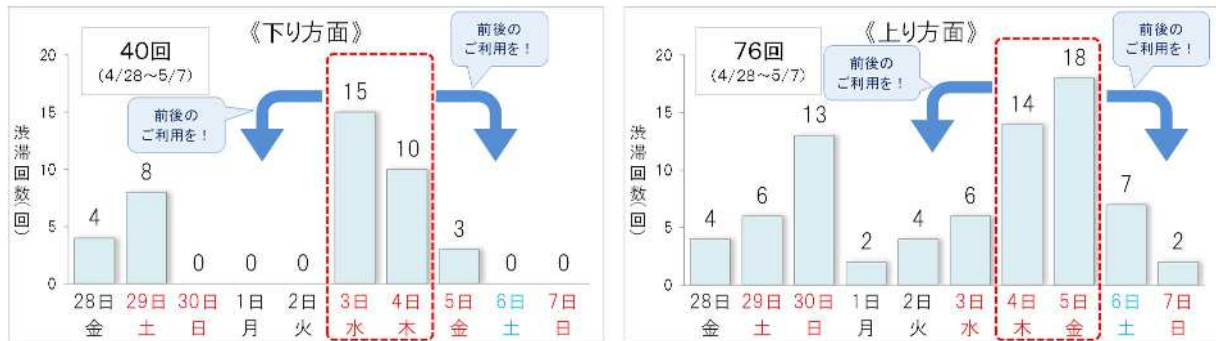 《下り方面》
40回
(4/28～5/7)
前後の
ご利用を！
前後の
ご利用を！
渋滞回数(回)
20
15
10
5
0
4
8
0
0
0
15
10
3
0
0
28日 29日 30日 1日 2日 3日 4日 5日 6日 7日
金 土 日 月 火 水 木 金 土 日
《上り方面》
76回
(4/28～5/7)
前後の
ご利用を！
前後の
ご利用を！
渋滞回数(回)
20
15
10
5
0
4
6
13
2
4
6
14
18
7
2
28日 29日 30日 1日 2日 3日 4日 5日 6日 7日
金 土 日 月 火 水 木 金 土 日